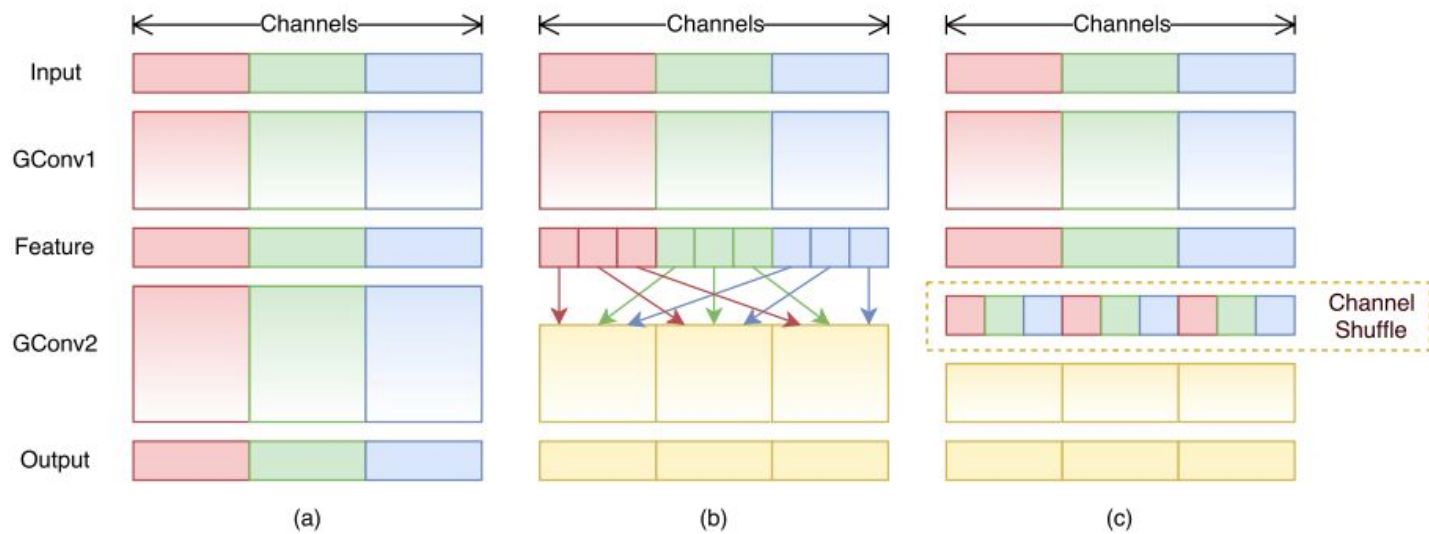 Channels
Channels
Channels
Input
GConv1
Feature
GConv2
Channel
Shuffle
Output
(a)
(b)
(c)